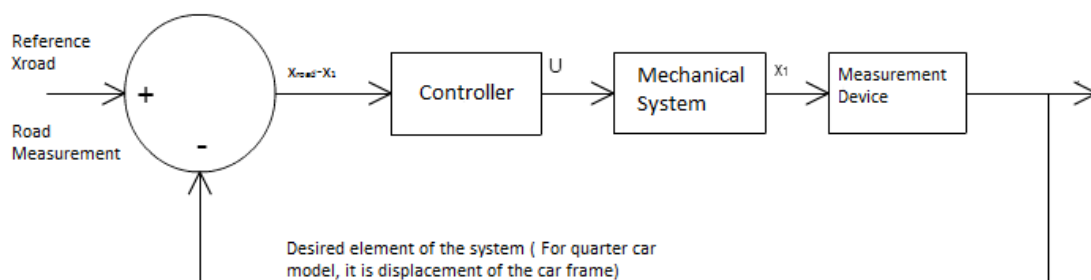 Reference
Xroad
+
Road
Measurement
-
Xroad-X1
Controller
U
Mechanical
System
X1
Measurement
Device
Desired element of the system ( For quarter car
model, it is displacement of the car frame)